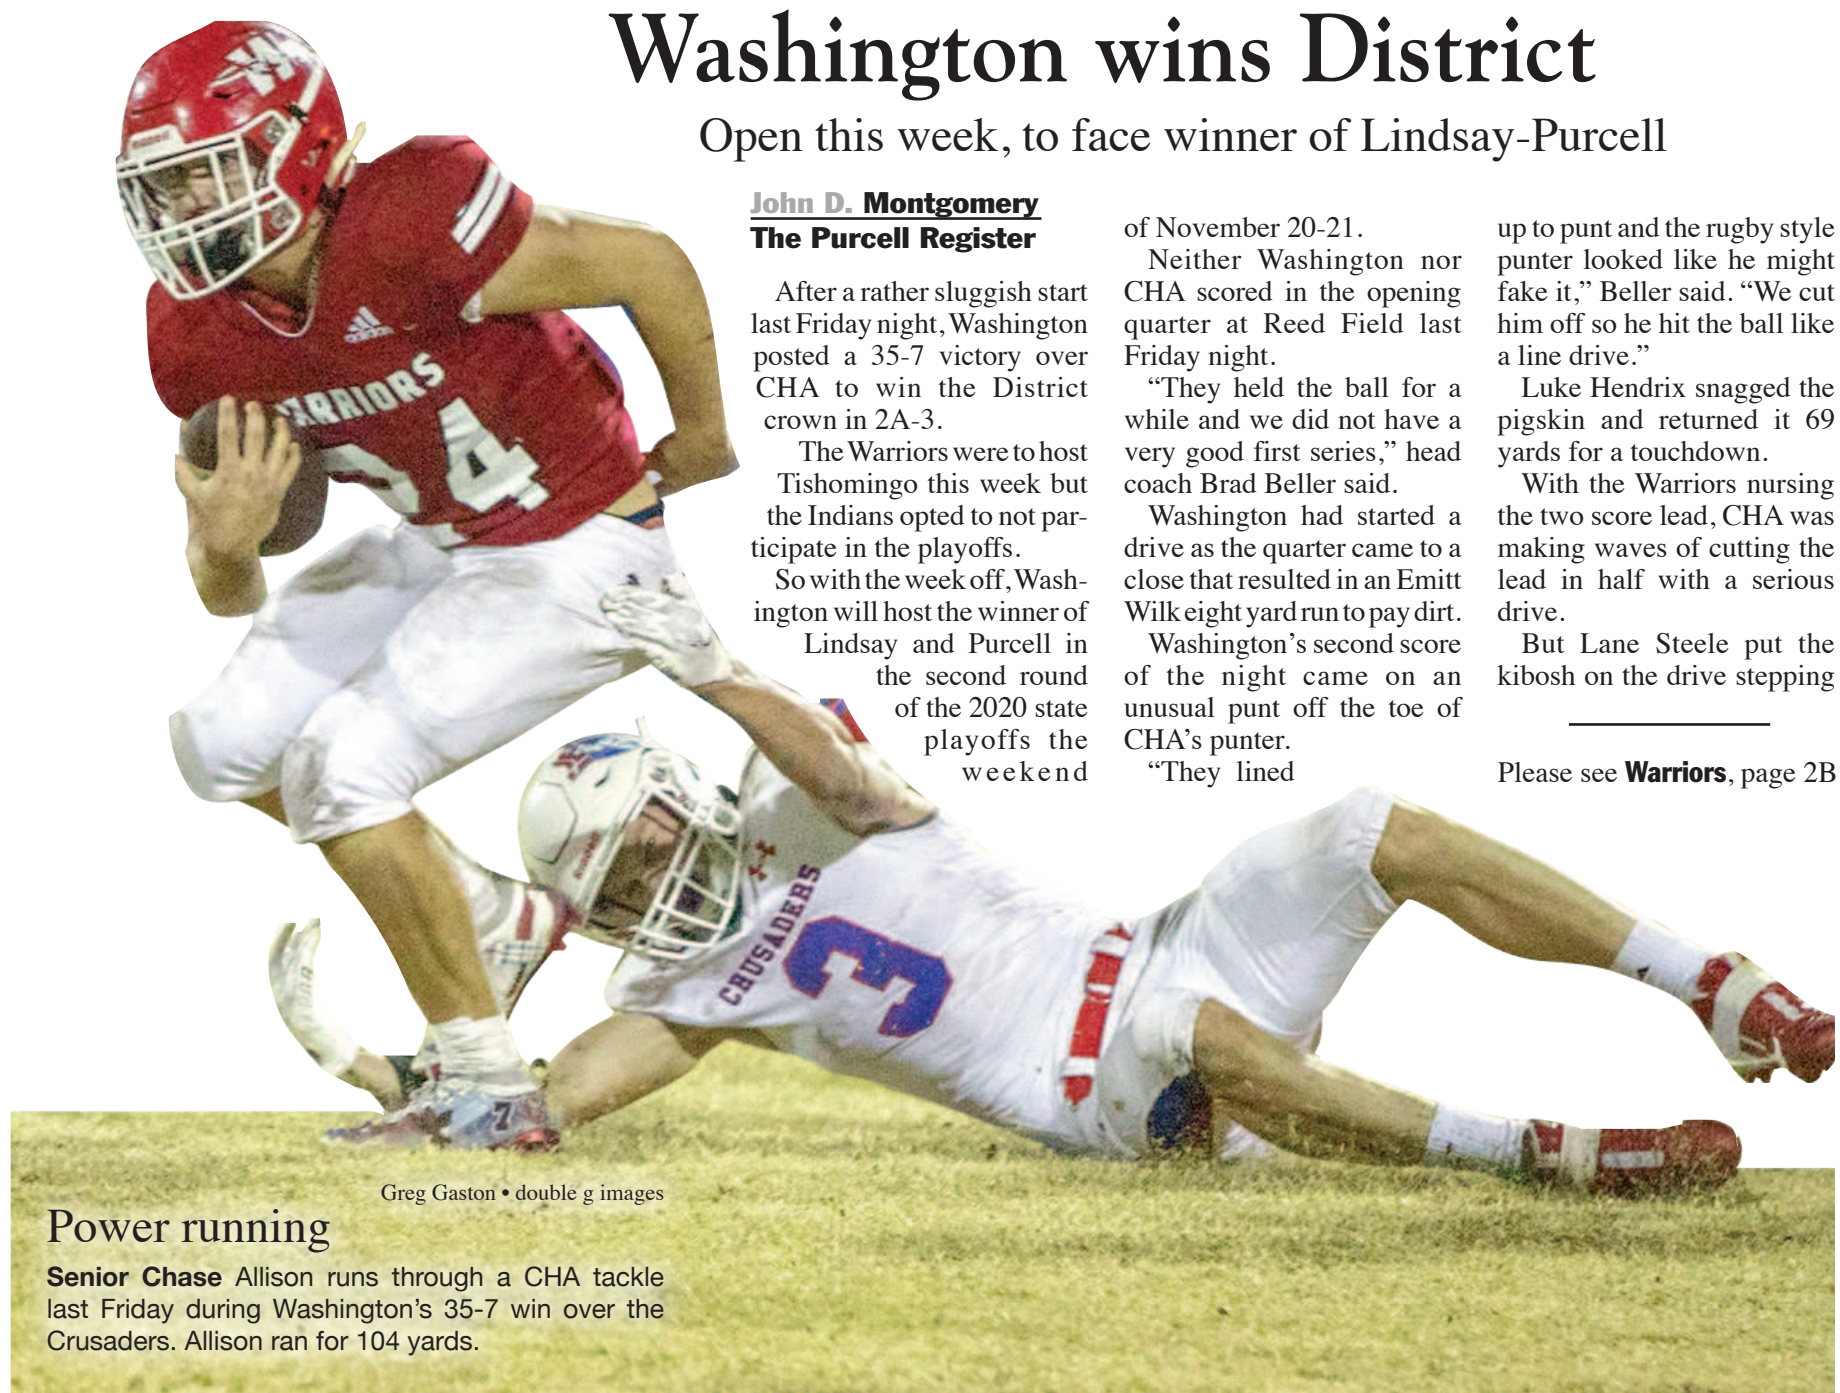 Washington wins District
Open this week, to face winner of Lindsay-Purcell
John D. Montgomery
The Purcell Register
After a rather sluggish start
last Friday night, Washington
posted a 35-7 victory over
CHA to win the District
crown in 2A-3.
The Warriors were to host
Tishomingo this week but
the Indians opted to not par-
ticipate in the playoffs.
So with the week off, Wash-
ington will host the winner of
Lindsay and Purcell in
the second round
of the 2020 state
playoffs the
weekend
of November 20-21.
Neither Washington nor
CHA scored in the opening
quarter at Reed Field last
Friday night.
“They held the ball for a
while and we did not have a
very good first series,” head
coach Brad Beller said.
Washington had started a
drive as the quarter came to a
close that resulted in an Emitt
Wilk eight yard run to pay dirt.
Washington’s second score
of the night came on an
unusual punt off the toe of
CHA’s punter.
“They lined
up to punt and the rugby style
punter looked like he might
fake it,” Beller said. “We cut
him off so he hit the ball like
a line drive.”
Luke Hendrix snagged the
pigskin and returned it 69
yards for a touchdown.
With the Warriors nursing
the two score lead, CHA was
making waves of cutting the
lead in half with a serious
drive.
But Lane Steele put the
kibosh on the drive stepping
Please see Warriors, page 2B
W
adidas
RRIORS
24
CRUSADERS
3
7
Greg Gaston • double g images
Power running
Senior Chase Allison runs through a CHA tackle
last Friday during Washington’s 35-7 win over the
Crusaders. Allison ran for 104 yards.